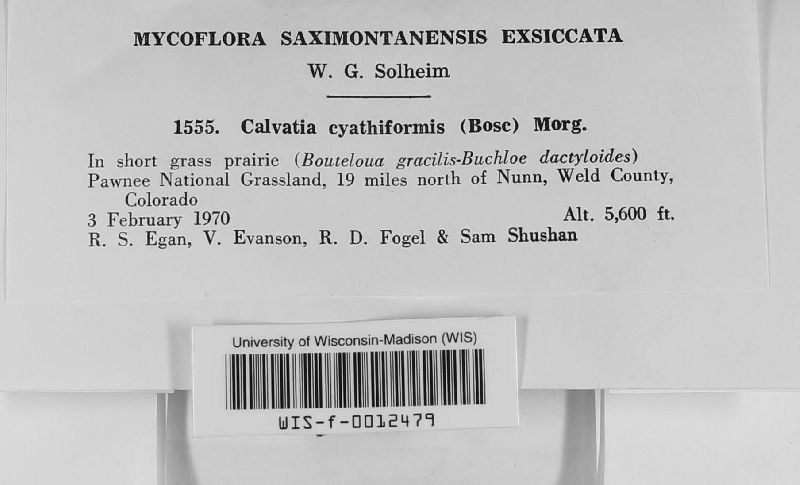 MYCOFLORA SAXIMONTANENSIS EXSICCATA
W. G. Solheim
1555. Calvatia cyathiformis (Bosc) Morg.
In short grass prairie (Bouteloua gracilis-Buchloe dactyloides)
Pawnee National Grassland, 19 miles north of Nunn, Weld County,
Colorado
3 February 1970 Alt. 5,600 ft.
R. S. Egan, V. Evanson, R. D. Fogel & Sam Shushan
University of Wisconsin-Madison (WIS)
WIS-f-0012479